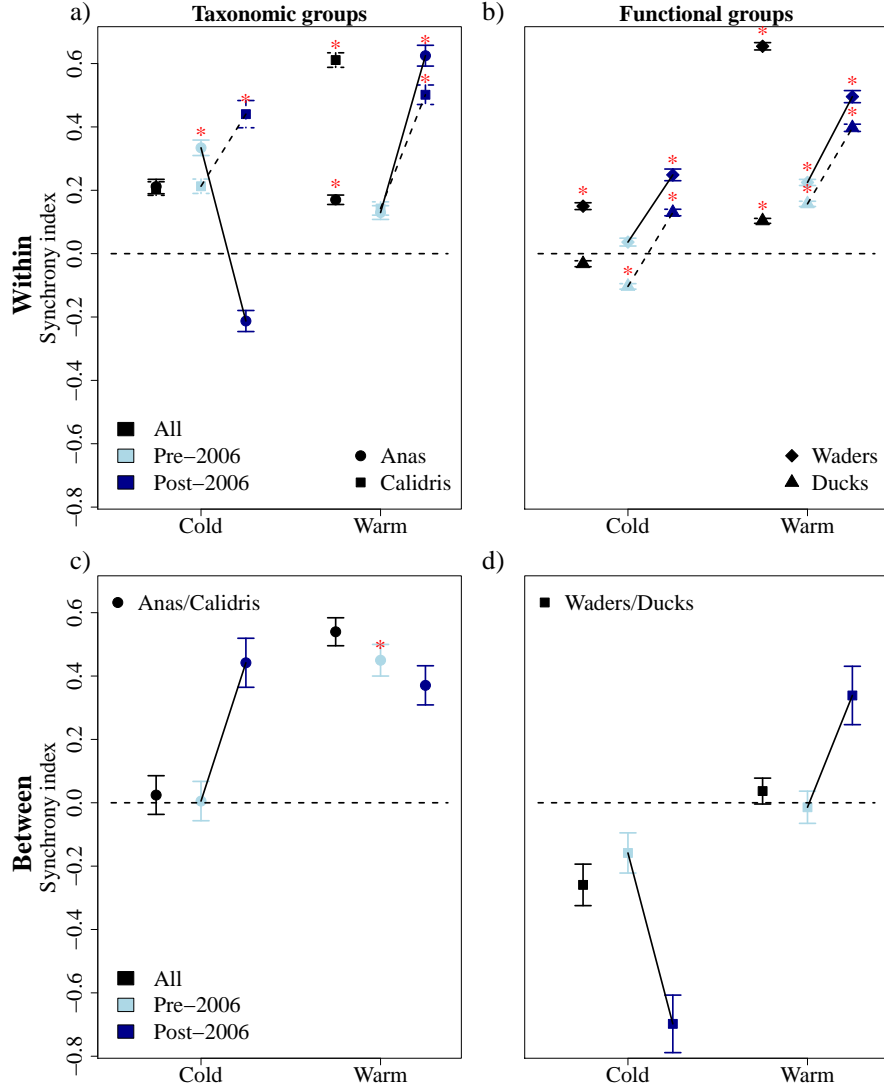 a)
Taxonomic groups
b)
Functional groups
Within
Synchrony index
0.6
0.4
0.2
0.0
−0.2
−0.4
−0.6
−0.8
* * * * * * *
* * * * * * * * * * *
All
Pre−2006
Post−2006
Anas
Calidris
Waders
Ducks
Cold
Warm
Cold
Warm
c)
d)
Between
Synchrony index
0.6
0.4
0.2
0.0
−0.2
−0.4
−0.6
−0.8
Anas/Calidris
*
Waders/Ducks
All
Pre−2006
Post−2006
Cold
Warm
Cold
Warm